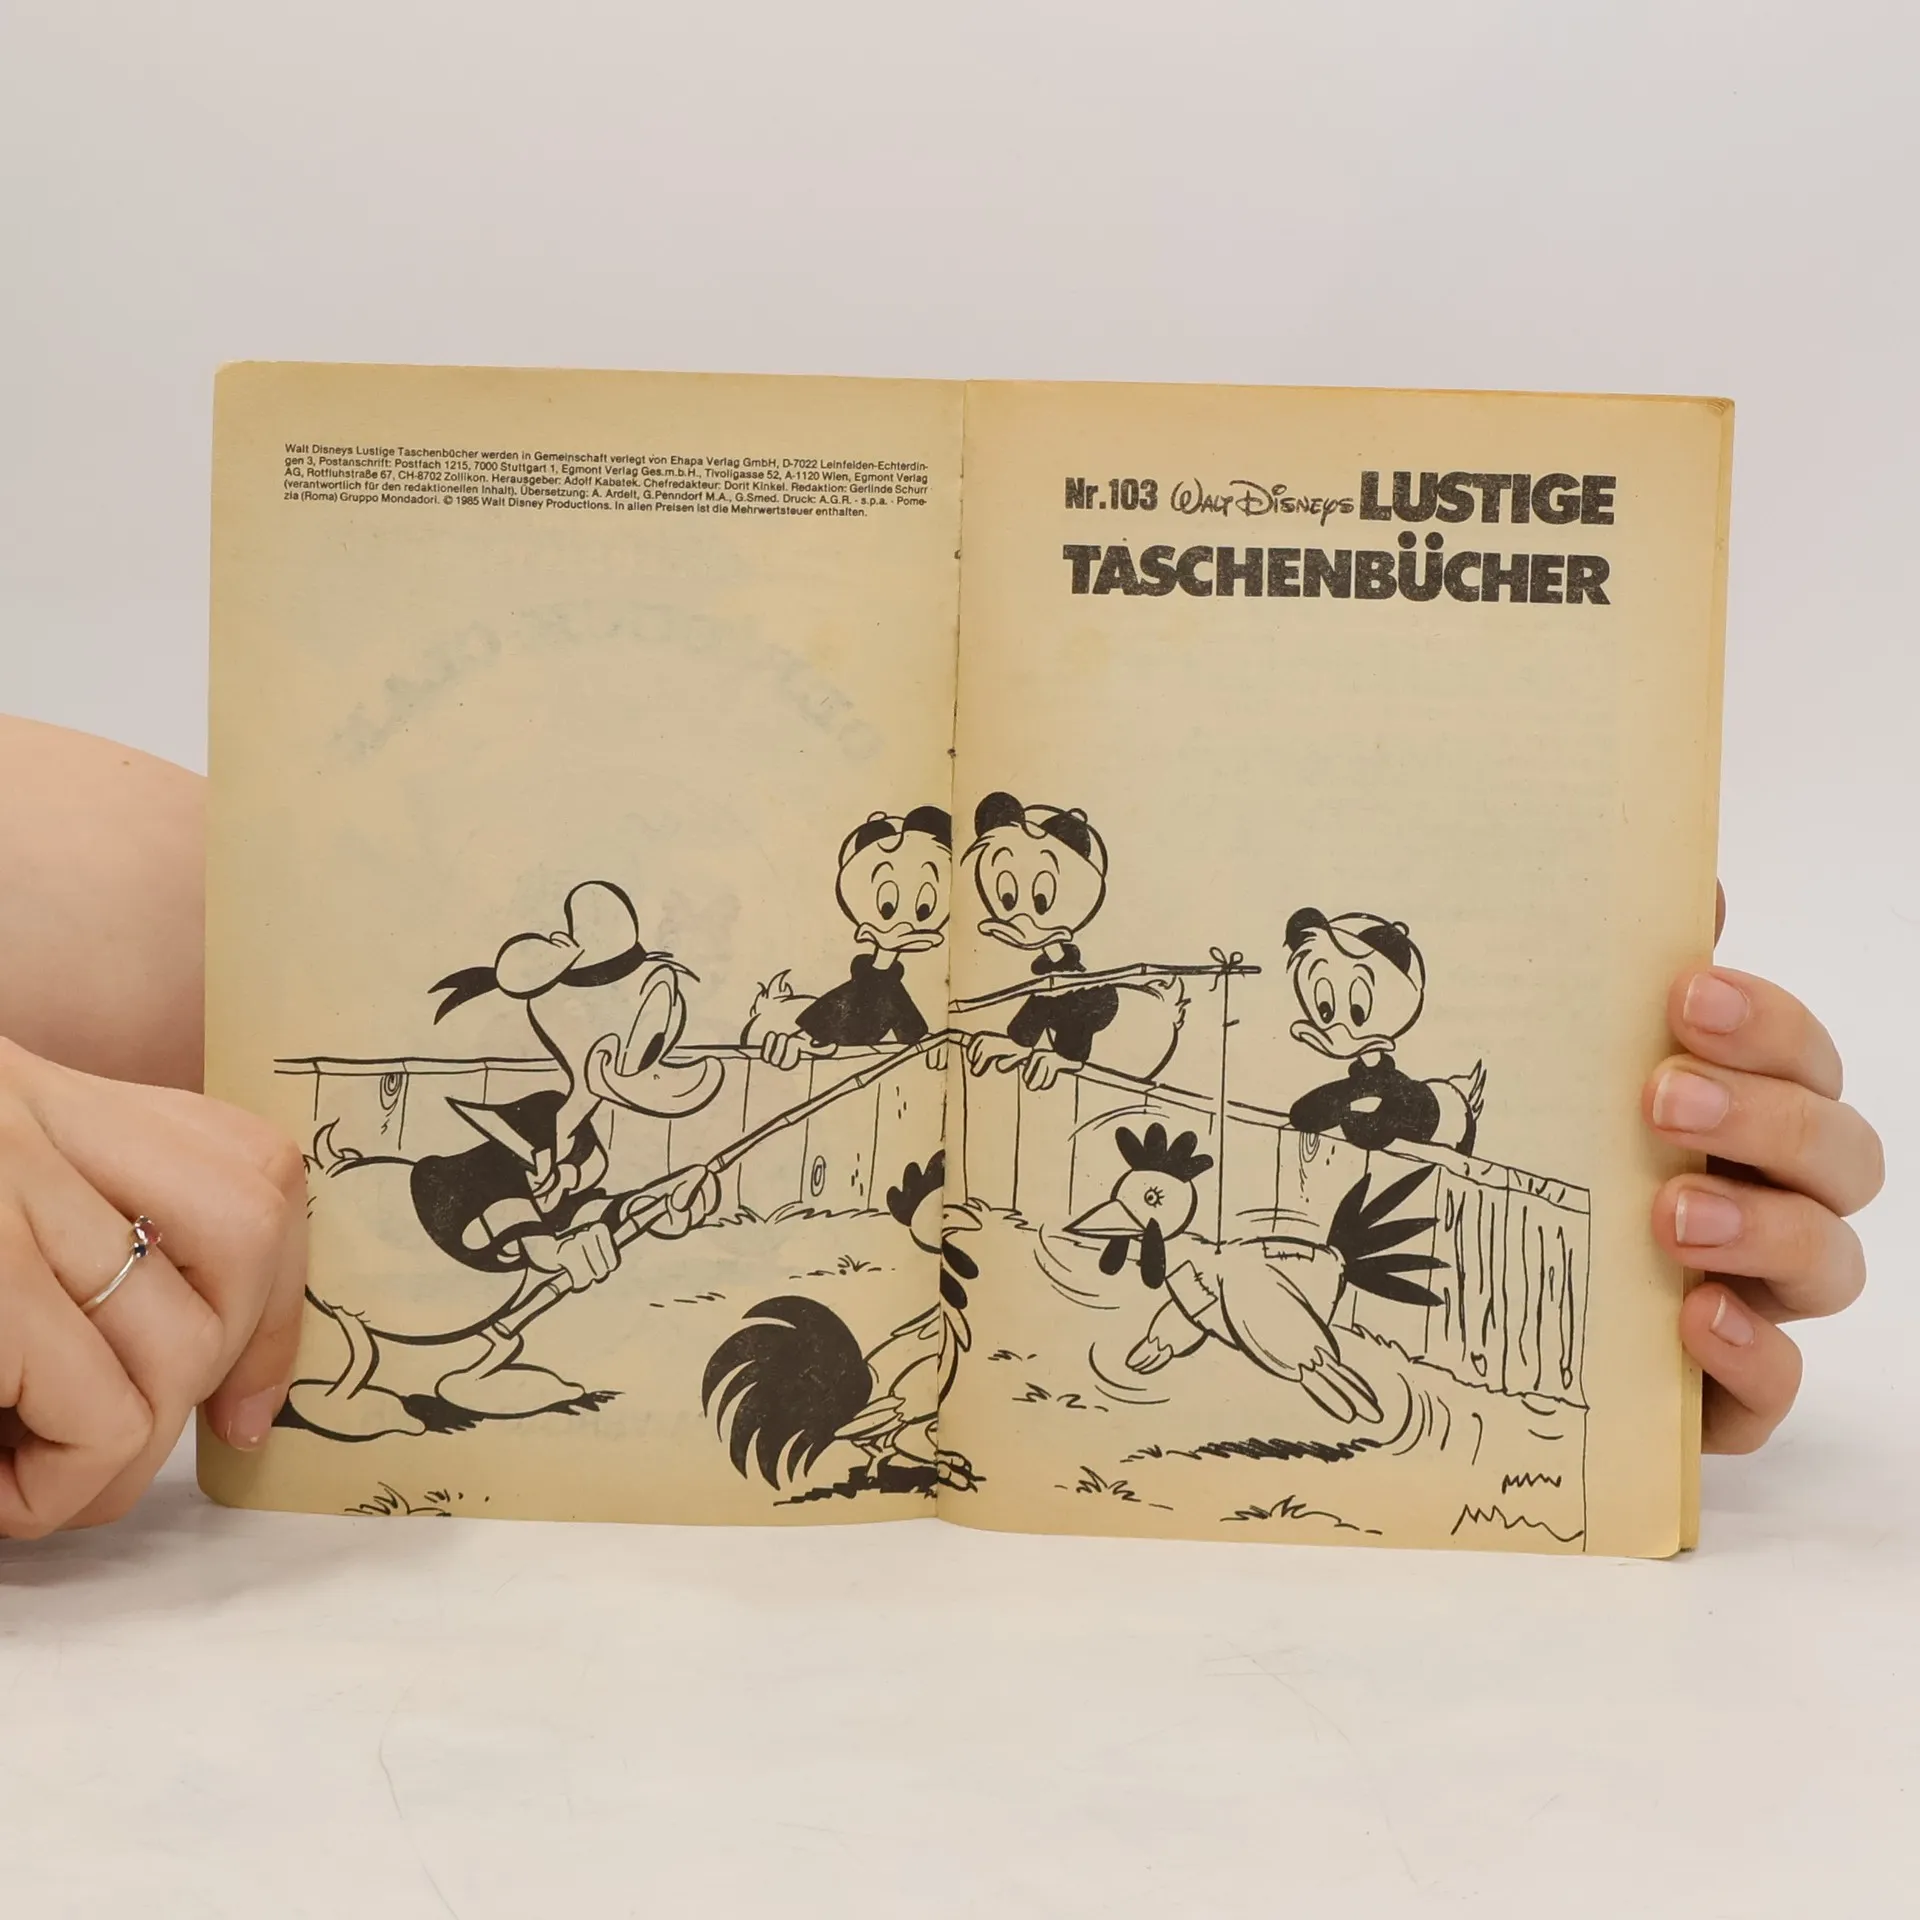 Walt Disneys Lustige Taschenbücher werden in Gemeinschaft verlegt von Ehapa Verlag GmbH, D-7022 Leinfelden-Echterdin-
gen 3, Postanschrift: Postfach 1215, 7000 Stuttgart 1, Egmont Verlag Ges.m.b.H., Tivoligasse 52, A-1120 Wien, Egmont Verlag
AG, Rotfluhstraße 67, CH-8702 Zollikon. Herausgeber: Adolf Kabatek. Chefredakteur: Dorit Kinkel. Redaktion: Gerlinde Schurr
(verantwortlich für den redaktionellen Inhalt). Übersetzung: A. Ardelt, G.Penndorf M.A., G.Smed. Druck: A.G.R. - s.p.a. - Pome-
zia (Roma) Gruppo Mondadori. © 1985 Walt Disney Productions. In allen Preisen ist die Mehrwertsteuer enthalten.
Nr.103 WALT DISNEYS LUSTIGE
TASCHENBÜCHER